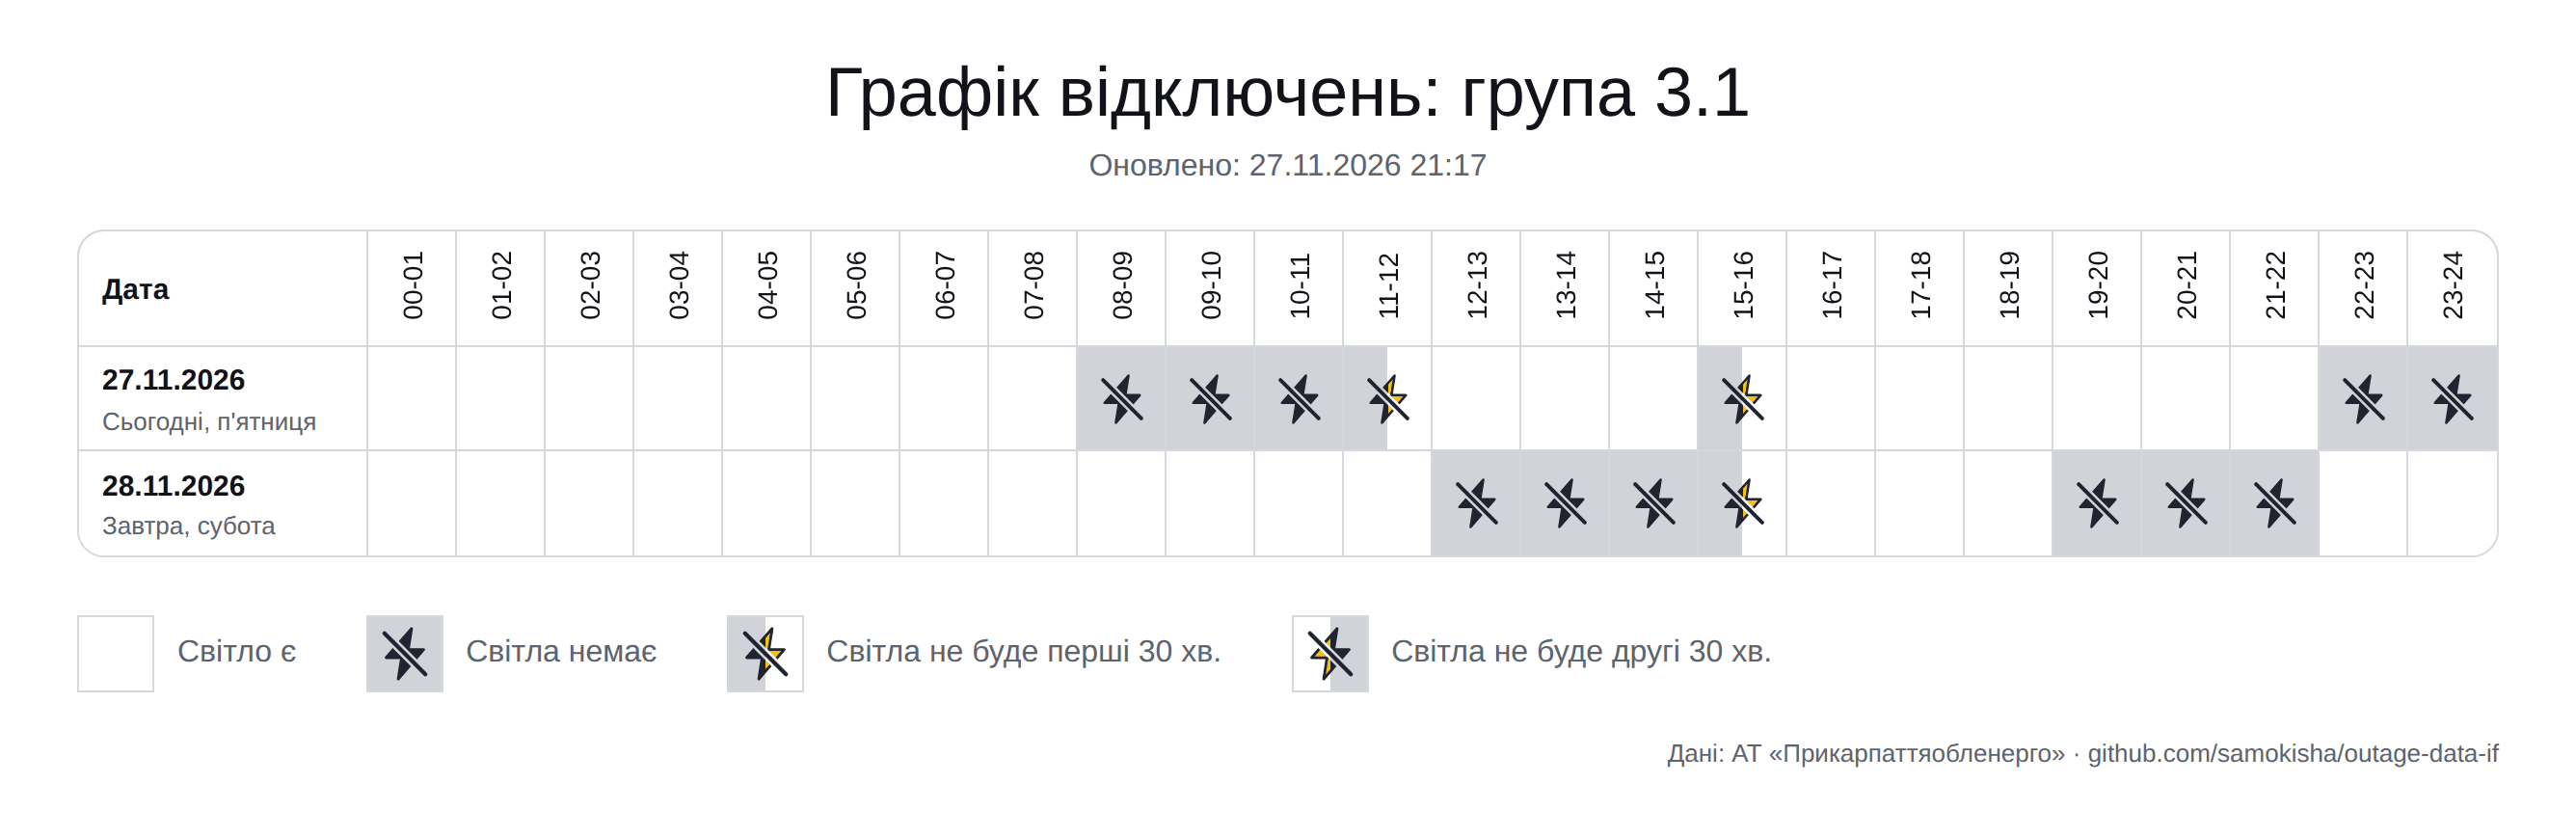 Графік відключень: група 3.1
Оновлено: 27.11.2026 21:17
Дата 00-01 01-02 02-03 03-04 04-05 05-06 06-07 07-08 08-09 09-10 10-11 11-12 12-13 13-14 14-15 15-16 16-17 17-18 18-19 19-20 20-21 21-22 22-23 23-24
27.11.2026
Сьогодні, п'ятниця
28.11.2026
Завтра, субота
Світло є Світла немає Світла не буде перші 30 хв. Світла не буде другі 30 хв.
Дані: АТ «Прикарпаттяобленерго» · github.com/samokisha/outage-data-if